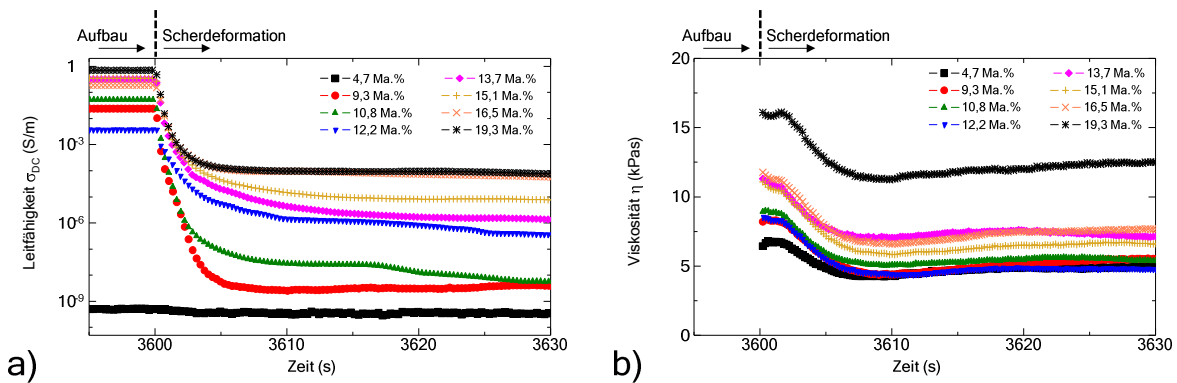 Aufbau Scherdeformation
1
10-3
10-6
10-9
Leitfähigkeit σDC (S/m)
4,7 Ma.% 13,7 Ma.%
9,3 Ma.% 15,1 Ma.%
10,8 Ma.% 16,5 Ma.%
12,2 Ma.% 19,3 Ma.%
3600 3610 3620 3630
Zeit (s)
a)
Aufbau Scherdeformation
20
15
10
5
0
Viskosität η (kPas)
4,7 Ma.% 13,7 Ma.%
9,3 Ma.% 15,1 Ma.%
10,8 Ma.% 16,5 Ma.%
12,2 Ma.% 19,3 Ma.%
3600 3610 3620 3630
Zeit (s)
b)